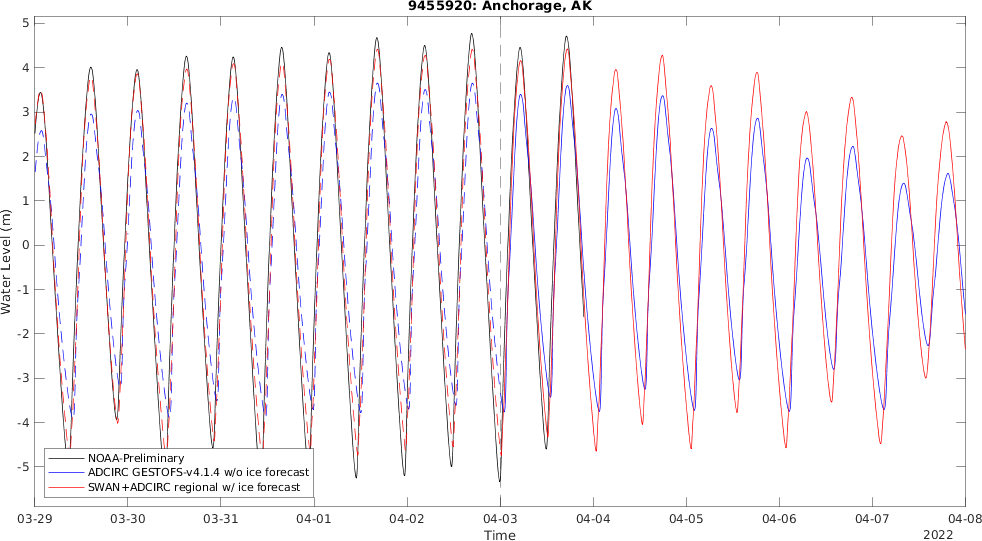 9455920: Anchorage, AK
5
4
3
2
1
0
-1
-2
-3
-4
-5
Water Level (m)
NOAA-Preliminary
ADCIRC GESTOFS-v4.1.4 w/o ice forecast
SWAN+ADCIRC regional w/ ice forecast
03-29 03-30 03-31 04-01 04-02 04-03 04-04 04-05 04-06 04-07 04-08
Time 2022